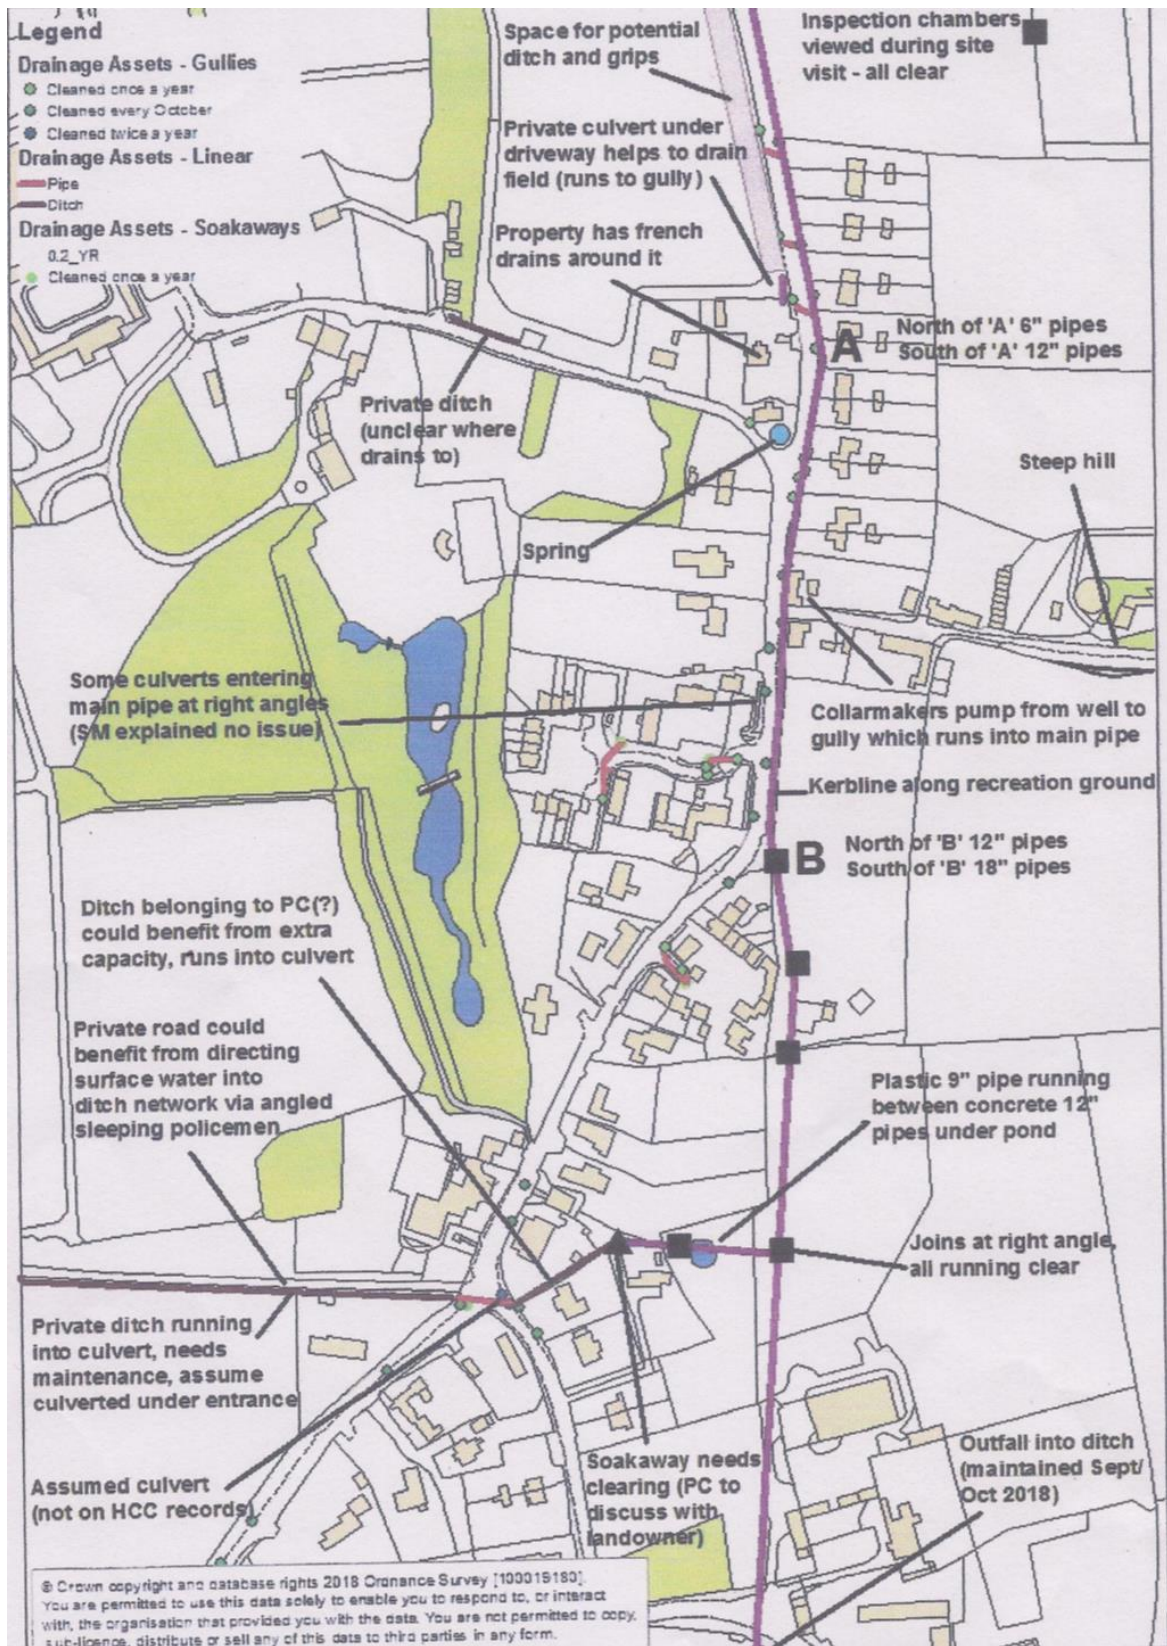 Legend
Drainage Assets - Gullies
Cleaned once a year
Cleaned every October
Cleaned twice a year
Drainage Assets - Linear
Pipe
Ditch
Drainage Assets - Soakaways
0.2_YR
Cleaned once a year
Space for potential
ditch and grips
Inspection chambers
viewed during site
visit - all clear
Private culvert under
driveway helps to drain
field (runs to gully)
Property has french
drains around it
A
North of 'A' 6" pipes
South of 'A' 12" pipes
Private ditch
(unclear where
drains to)
Steep hill
Spring
Some culverts entering
main pipe at right angles
(SM explained no issue)
Collarmakers pump from well to
gully which runs into main pipe
Kerbline along recreation ground
B
North of 'B' 12" pipes
South of 'B' 18" pipes
Ditch belonging to PC(?)
could benefit from extra
capacity, runs into culvert
Private road could
benefit from directing
surface water into
ditch network via angled
sleeping policemen
Plastic 9" pipe running
between concrete 12"
pipes under pond
Joins at right angle,
all running clear
Private ditch running
into culvert, needs
maintenance, assume
culverted under entrance
Assumed culvert
(not on HCC records)
Soakaway needs
clearing (PC to
discuss with
landowner)
Outfall into ditch
(maintained Sept/
Oct 2018)
© Crown copyright and database rights 2018 Ordnance Survey [100019180].
You are permitted to use this data solely to enable you to respond to, or interact
with, the organisation that provided you with the data. You are not permitted to copy,
sub-licence, distribute or sell any of this data to third parties in any form.